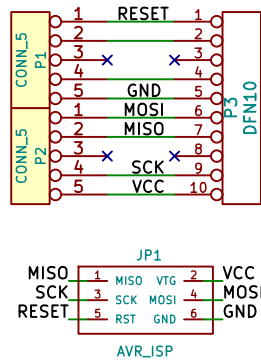 CONN_5
P1
1 RESET 1
2 2
3 3
4 4
5 GND 5
CONN_5
P2
1 MOSI 6
2 MISO 7
3 8
4 SCK 9
5 VCC 10
P3
DFN10
JP1
MISO 1 MISO VTG 2 VCC
SCK 3 SCK MOSI 4 MOSI
RESET 5 RST GND 6 GND
AVR_ISP